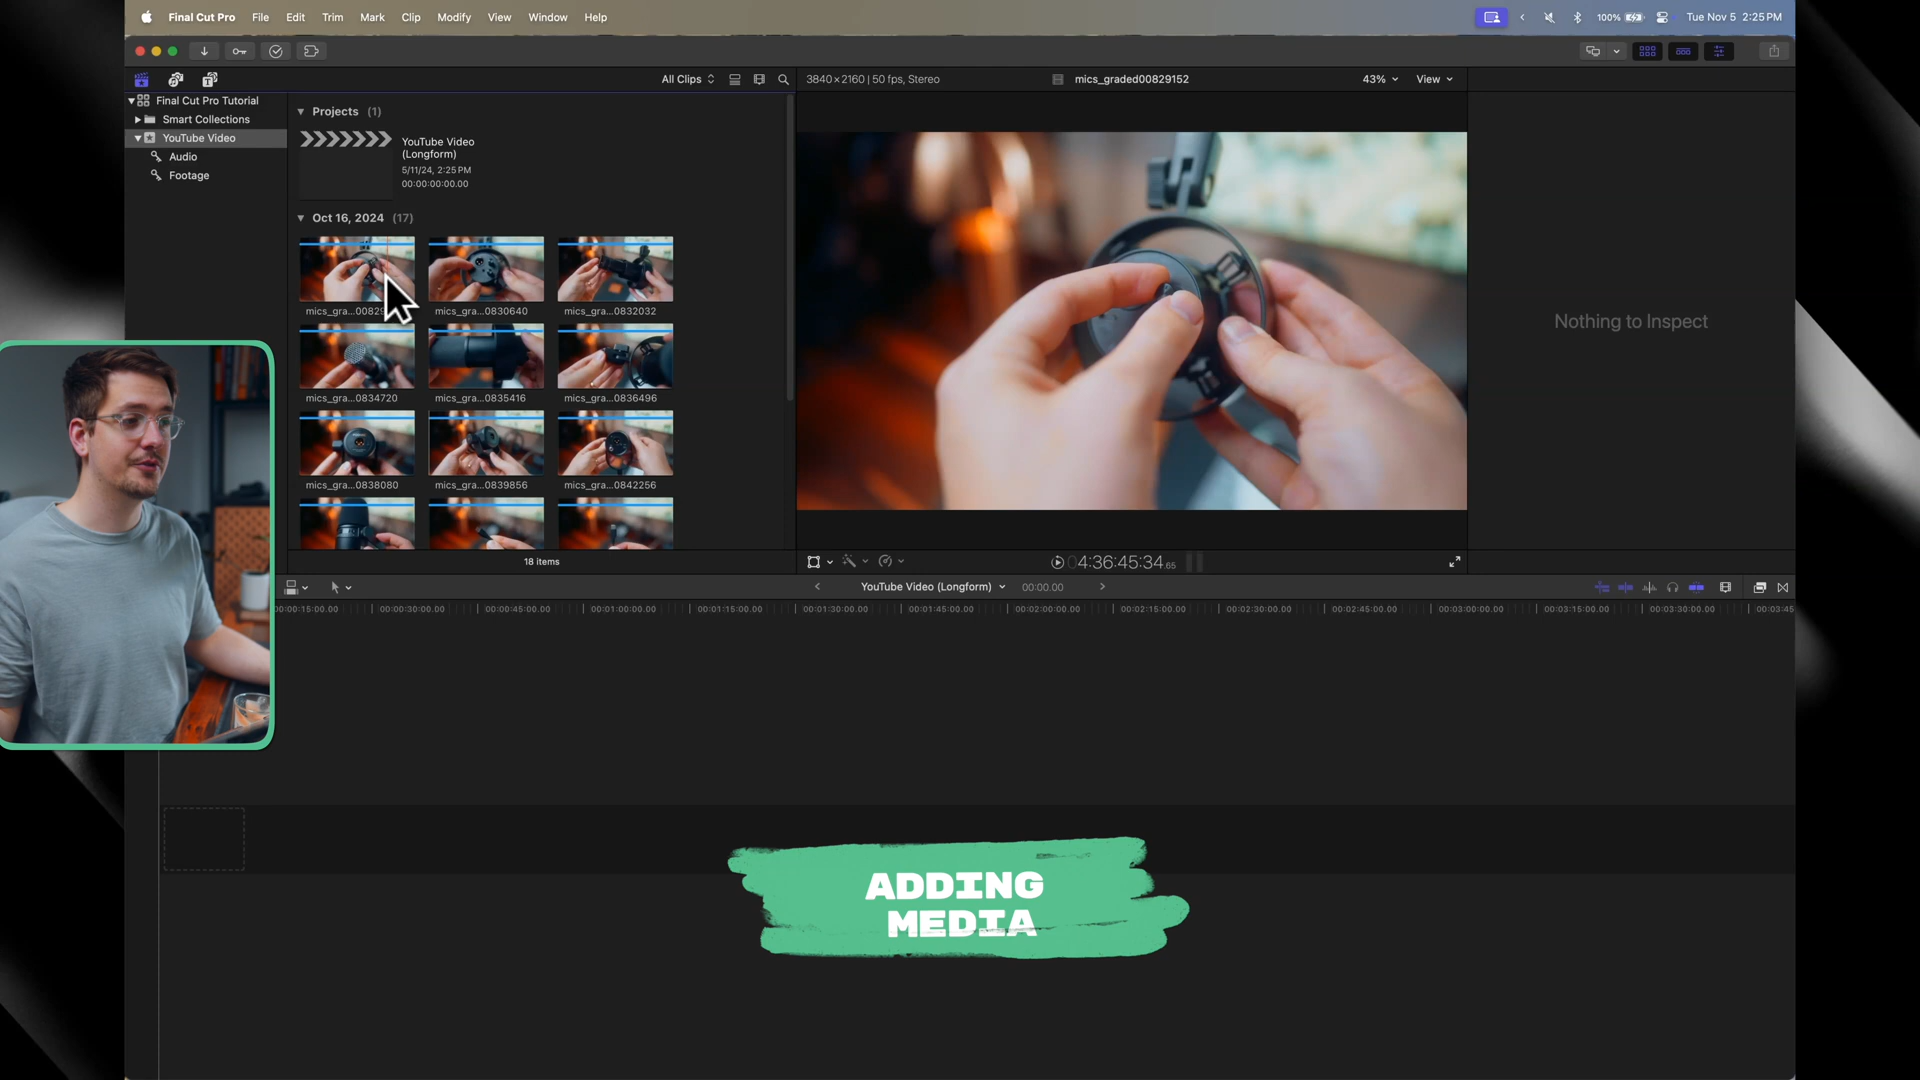 Final Cut Pro File Edit Trim Mark Clip Modify View Window Help 100% Tue Nov 5 2:25 PM
All Clips 3840×2160 | 50 fps, Stereo mics_graded00829152 43% View
Final Cut Pro Tutorial
Smart Collections
YouTube Video
Audio
Footage
Projects (1)
YouTube Video
(Longform)
5/11/24, 2:25 PM
00:00:00:00.00
Oct 16, 2024 (17)
mics_gra...0830640 mics_gra...0832032
mics_gra...0834720 mics_gra...0835416 mics_gra...0836496
mics_gra...0838080 mics_gra...0839856 mics_gra...0842256
Nothing to Inspect
18 items
04:36:45:34.65
YouTube Video (Longform) 00:00.00
00:00:15:00.00 00:00:30:00.00 00:00:45:00.00 00:01:00:00.00 00:01:15:00.00 00:01:30:00.00 00:01:45:00.00 00:02:00:00.00 00:02:15:00.00 00:02:30:00.00 00:02:45:00.00 00:03:00:00.00 00:03:15:00.00 00:03:30:00.00 00:03:45
ADDING
MEDIA